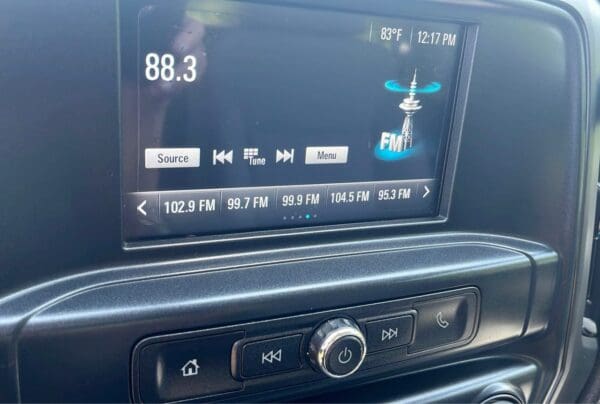 83°F 12:17 PM
88.3
FM
Source Tune Menu
102.9 FM 99.7 FM 99.9 FM 104.5 FM 95.3 FM